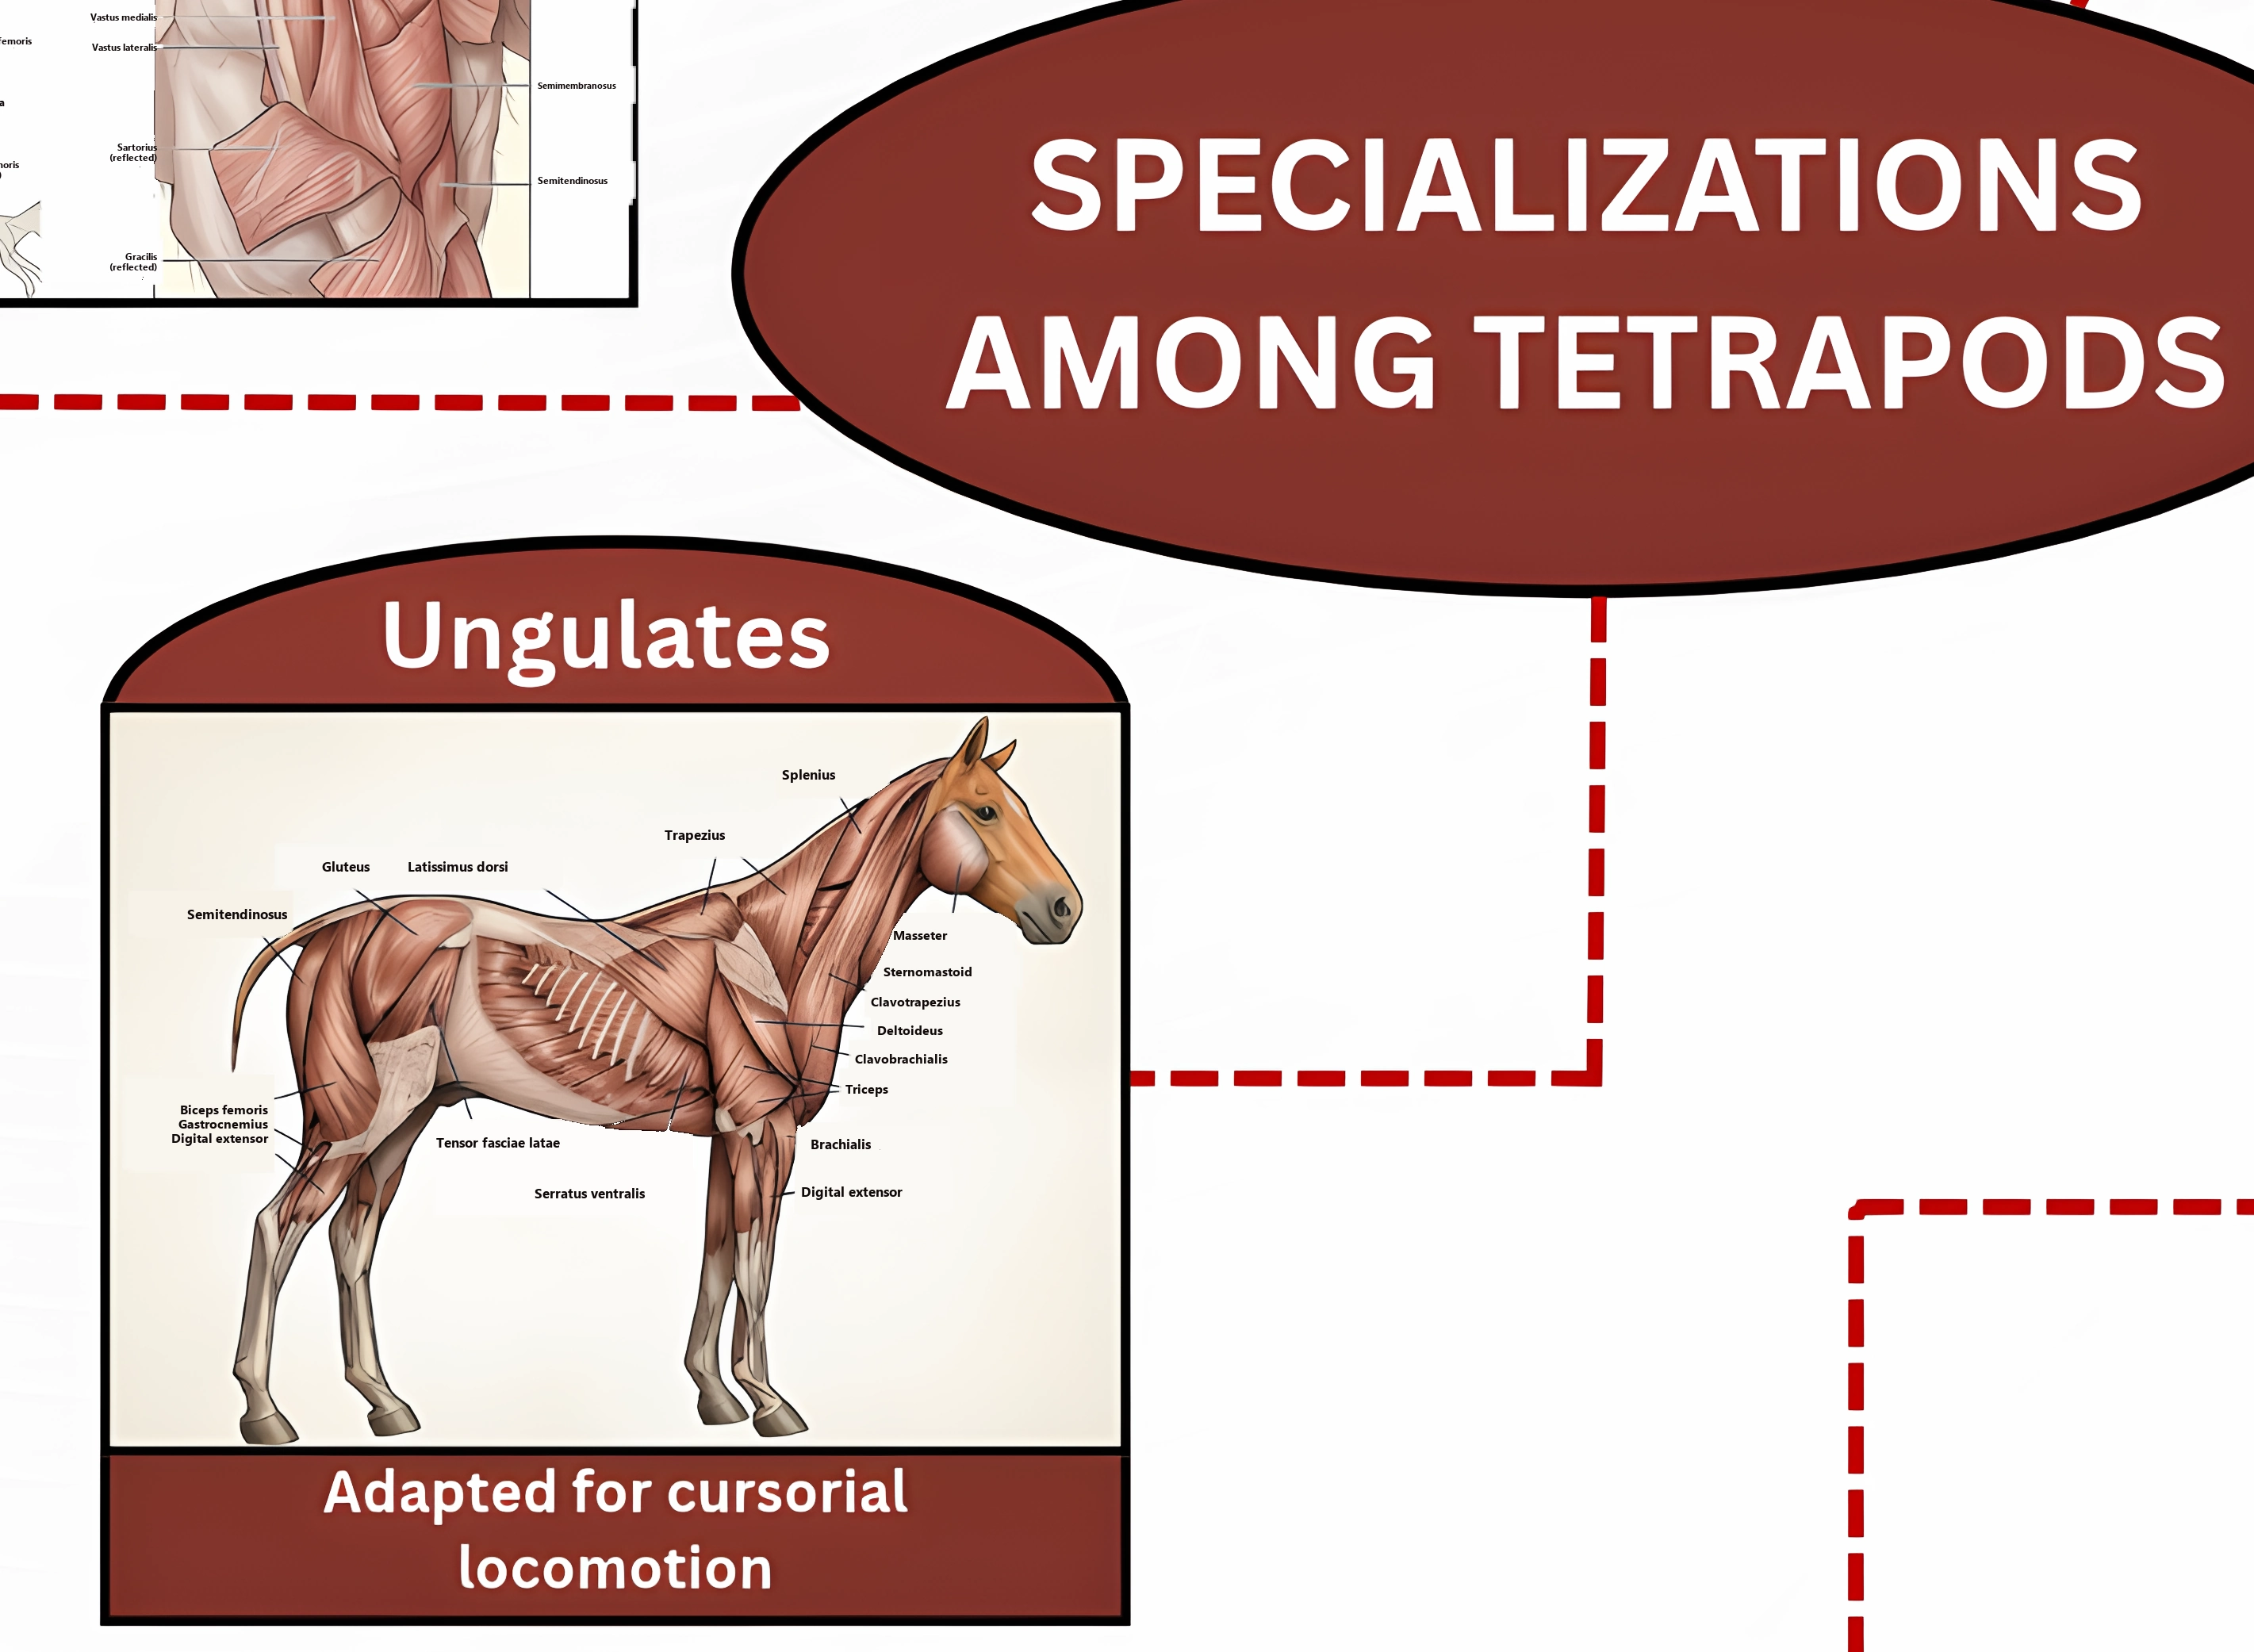 Vastus medialis
femoris
Vastus lateralis
Semimembranosus
Sartorius
(reflected)
Semitendinosus
Gracilis
(reflected)
SPECIALIZATIONS
AMONG TETRAPODS
Ungulates
Splenius
Trapezius
Gluteus
Latissimus dorsi
Semitendinosus
Masseter
Sternomastoid
Clavotrapezius
Deltoideus
Clavobrachialis
Triceps
Biceps femoris
Gastrocnemius
Digital extensor
Tensor fasciae latae
Brachialis
Serratus ventralis
Digital extensor
Adapted for cursorial
locomotion